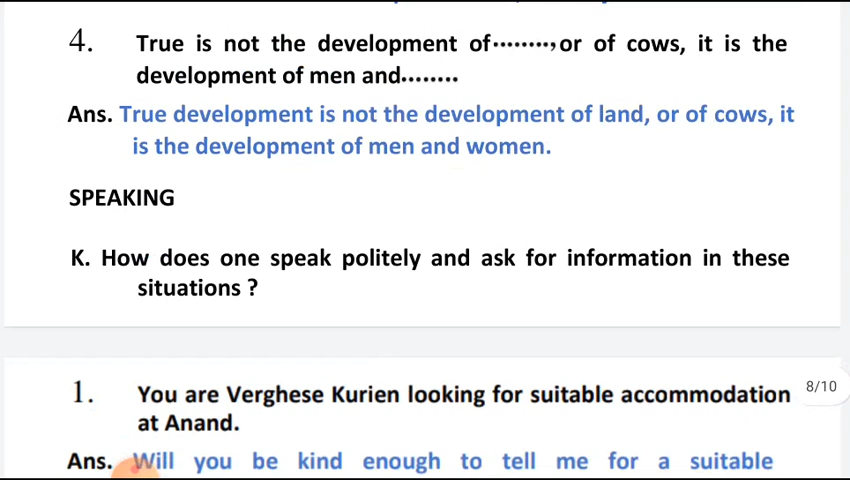 4. True is not the development of........, or of cows, it is the
development of men and........
Ans. True development is not the development of land, or of cows, it
is the development of men and women.
SPEAKING
K. How does one speak politely and ask for information in these
situations ?
8/10
1. You are Verghese Kurien looking for suitable accommodation
at Anand.
Ans. Will you be kind enough to tell me for a suitable